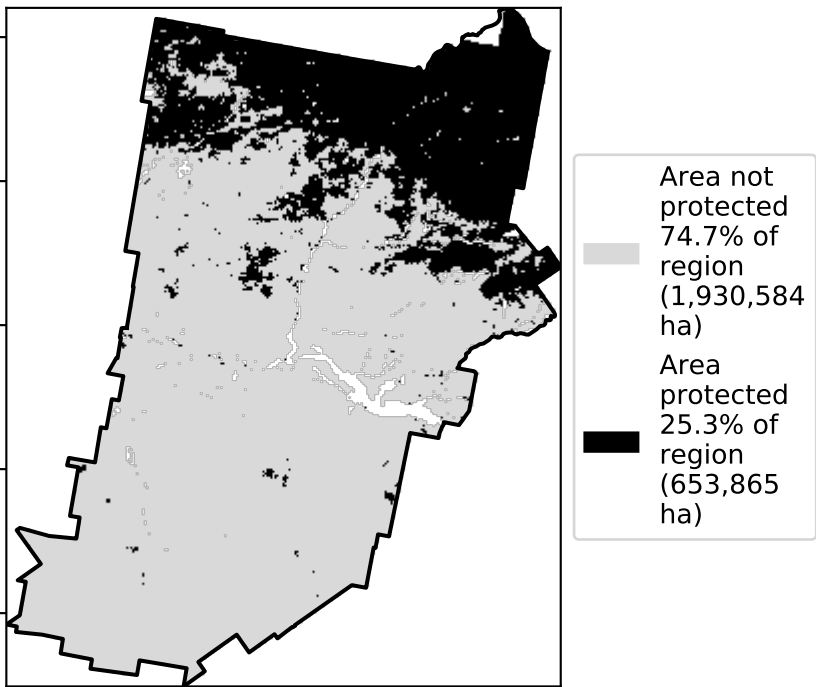 Area not
protected
74.7% of
region
(1,930,584
ha)
Area
protected
25.3% of
region
(653,865
ha)